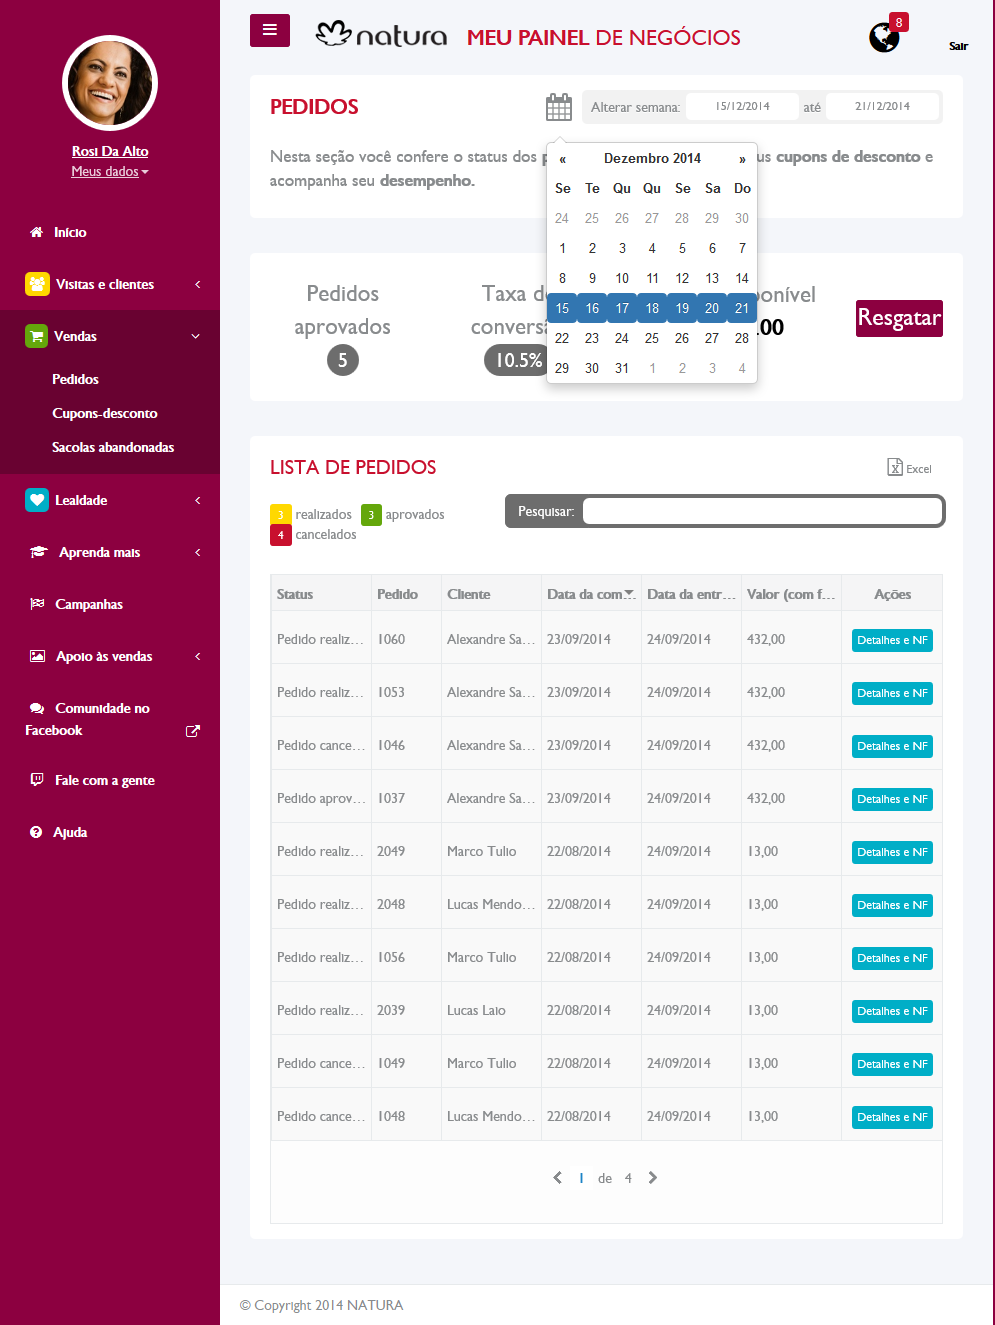 Rosi Da Alto
Meus dados
Início
Visitas e clientes
Vendas
Pedidos
Cupons-desconto
Sacolas abandonadas
Lealdade
Aprenda mais
Campanhas
Apoio às vendas
Comunidade no
Facebook
Fale com a gente
Ajuda
natura MEU PAINEL DE NEGÓCIOS
8
Sair
PEDIDOS
Alterar semana: 15/12/2014 até 21/12/2014
Nesta seção você confere o status dos cupons de desconto e
acompanha seu desempenho.
« Dezembro 2014 »
Se Te Qu Qu Se Sa Do
24 25 26 27 28 29 30
1 2 3 4 5 6 7
8 9 10 11 12 13 14
15 16 17 18 19 20 21
22 23 24 25 26 27 28
29 30 31 1 2 3 4
Pedidos
aprovados
5
Taxa
10.5%
Resgatar
LISTA DE PEDIDOS
Excel
3 realizados 3 aprovados
4 cancelados
Pesquisar:
Status Pedido Cliente Data da com... Data da entr... Valor (com f... Ações
Pedido realiz... 1060 Alexandre Sa... 23/09/2014 24/09/2014 432,00 Detalhes e NF
Pedido realiz... 1053 Alexandre Sa... 23/09/2014 24/09/2014 432,00 Detalhes e NF
Pedido cance... 1046 Alexandre Sa... 23/09/2014 24/09/2014 432,00 Detalhes e NF
Pedido aprov... 1037 Alexandre Sa... 23/09/2014 24/09/2014 432,00 Detalhes e NF
Pedido realiz... 2049 Marco Tulio 22/08/2014 24/09/2014 13,00 Detalhes e NF
Pedido realiz... 2048 Lucas Mendo... 22/08/2014 24/09/2014 13,00 Detalhes e NF
Pedido realiz... 1056 Marco Tulio 22/08/2014 24/09/2014 13,00 Detalhes e NF
Pedido realiz... 2039 Lucas Laio 22/08/2014 24/09/2014 13,00 Detalhes e NF
Pedido cance... 1049 Marco Tulio 22/08/2014 24/09/2014 13,00 Detalhes e NF
Pedido cance... 1048 Lucas Mendo... 22/08/2014 24/09/2014 13,00 Detalhes e NF
1 de 4
© Copyright 2014 NATURA